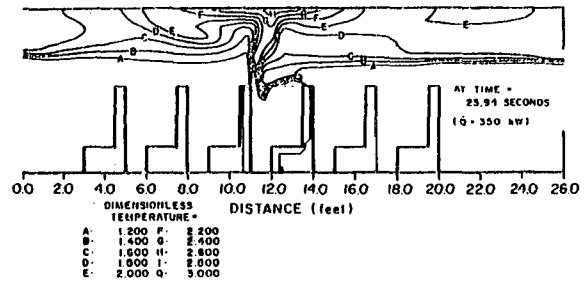 F G A F E
E D C B A
D E
C B A
AT TIME =
23.94 SECONDS
(Q̇ = 350 kW)
0.0 2.0 4.0 6.0 8.0 10.0 12.0 14.0 16.0 18.0 20.0 22.0 24.0 26.0
DISTANCE (feet)
DIMENSIONLESS
TEMPERATURE =
A· 1.200 F· 2.200
B· 1.400 G· 2.400
C· 1.600 H· 2.600
D· 1.800 I· 2.800
E· 2.000 Q· 3.000